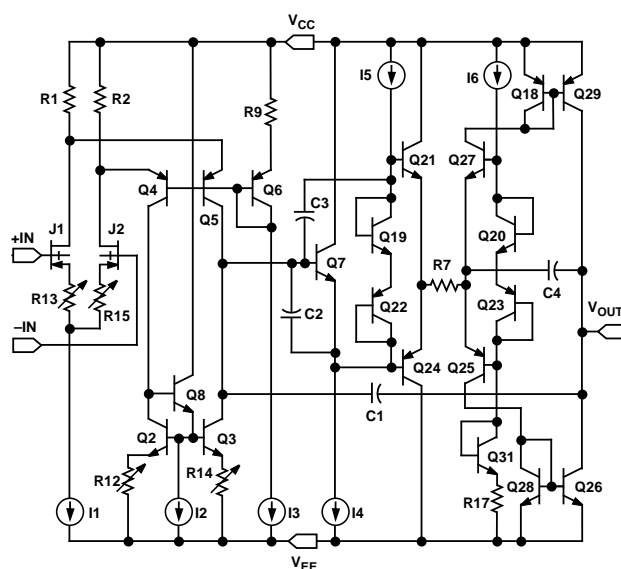 VCC
R1
R2
R9
I5
I6
Q18
Q29
Q21
Q27
Q4
Q5
Q6
C3
J1
J2
Q19
Q20
+IN
Q7
R7
C4
R13
R15
C2
Q22
Q23
VOUT
–IN
Q24
Q25
Q8
C1
Q2
Q3
Q31
R12
R14
R17
Q28
Q26
I1
I2
I3
I4
VEE